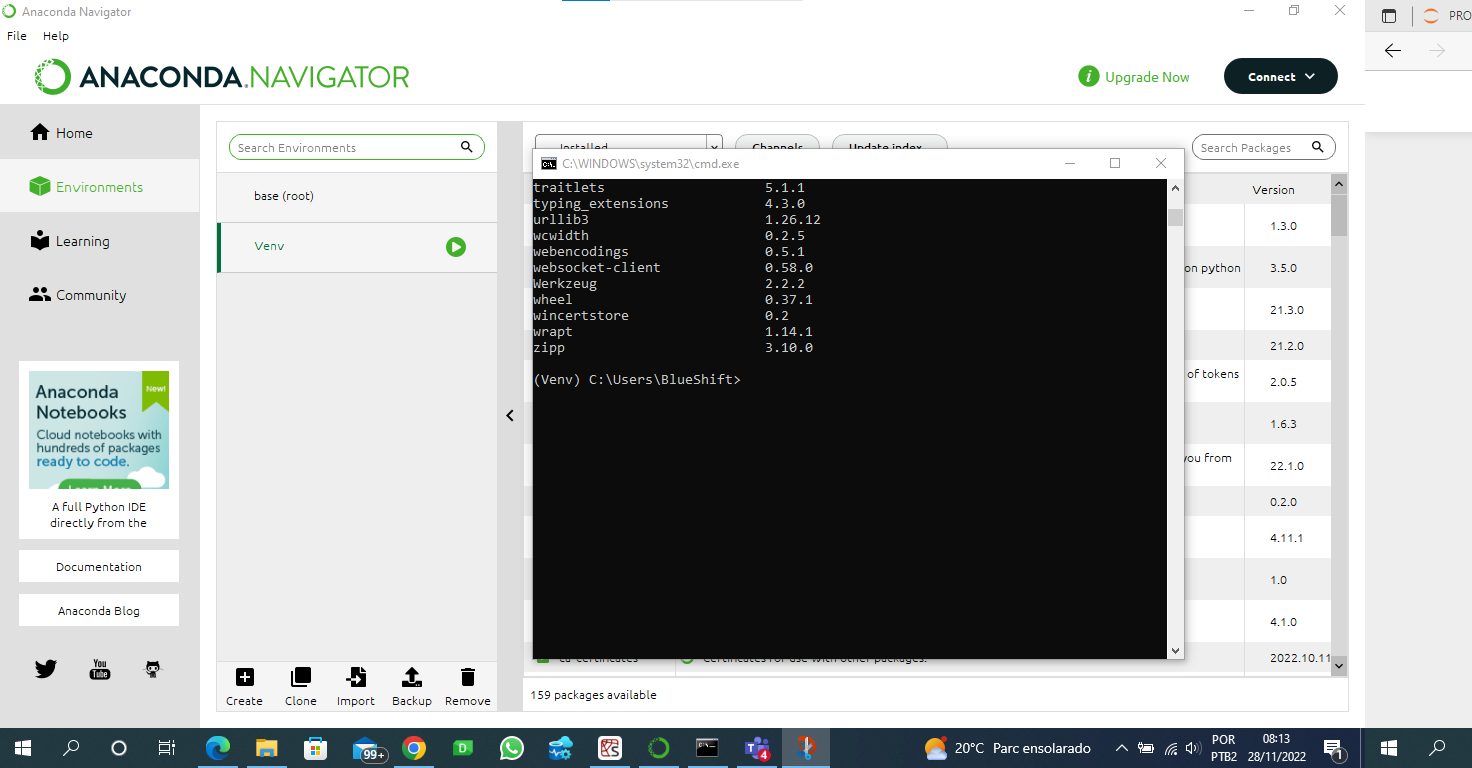 Anaconda Navigator
File Help
ANACONDA.NAVIGATOR
Upgrade Now
Connect
PRO
Home
Environments
Learning
Community
Anaconda
Notebooks
New!
Cloud notebooks with
hundreds of packages
ready to code.
Learn More
A full Python IDE
directly from the
Documentation
Anaconda Blog
You
Tube
Search Environments
base (root)
Venv
Create Clone Import Backup Remove
Installed Channels Update index... Search Packages
C:\WINDOWS\system32\cmd.exe
traitlets 5.1.1
typing_extensions 4.3.0
urllib3 1.26.12
wcwidth 0.2.5
webencodings 0.5.1
websocket-client 0.58.0
Werkzeug 2.2.2
wheel 0.37.1
wincertstore 0.2
wrapt 1.14.1
zipp 3.10.0
(Venv) C:\Users\BlueShift>
Version
1.3.0
on python 3.5.0
21.3.0
21.2.0
of tokens 2.0.5
1.6.3
you from 22.1.0
0.2.0
4.11.1
1.0
4.1.0
ca-certificates Certificates for use with other packages. 2022.10.11
159 packages available
99+
D
4
20°C Parc ensolarado
POR
PTB2
08:13
28/11/2022
1